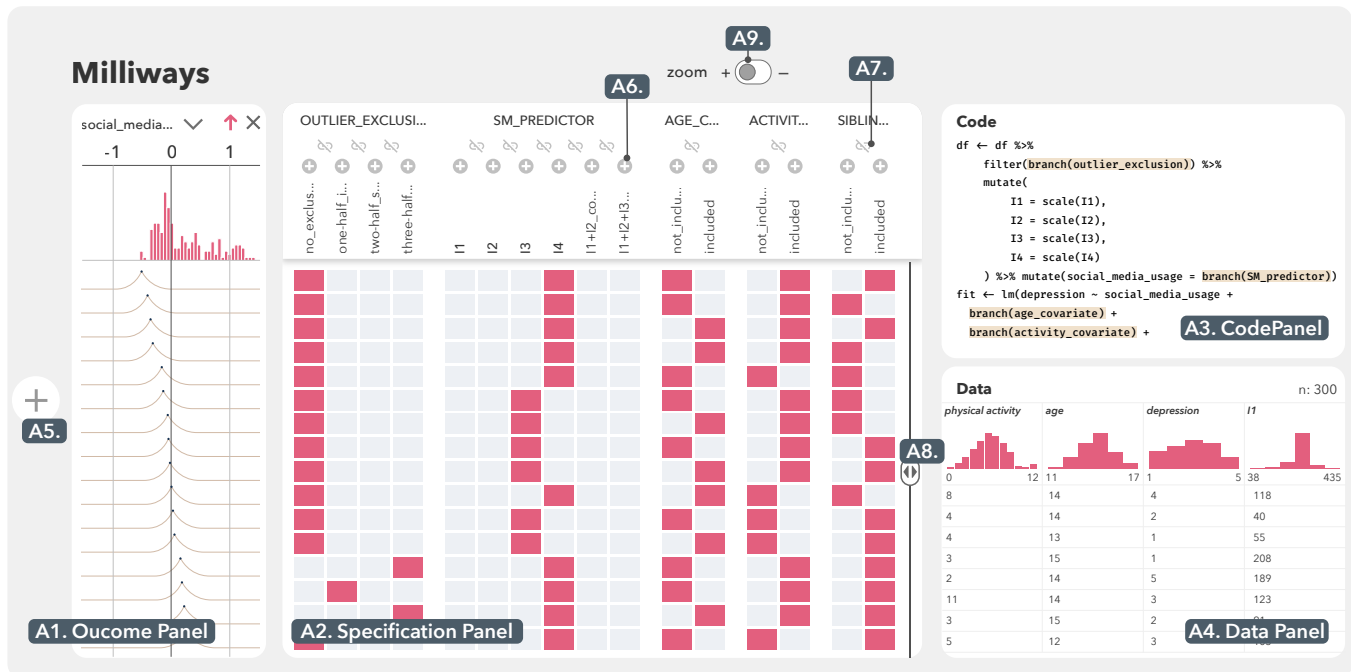 A9.
Milliways
zoom + –
A7.
A6.
social_media...
-1 0 1
OUTLIER_EXCLUSI... SM_PREDICTOR AGE_C... ACTIVIT... SIBLIN...
no_exclus...
one-half_i...
two-half_s...
three-half...
I1
I2
I3
I4
I1+I2_co...
I1+I2+I3...
not_inclu...
included
not_inclu...
included
not_inclu...
included
A5.
A8.
A1. Oucome Panel
A2. Specification Panel
Code
df ← df %>%
filter(branch(outlier_exclusion)) %>%
mutate(
I1 = scale(I1),
I2 = scale(I2),
I3 = scale(I3),
I4 = scale(I4)
) %>% mutate(social_media_usage = branch(SM_predictor))
fit ← lm(depression ~ social_media_usage +
branch(age_covariate) +
branch(activity_covariate) +
A3. CodePanel
Data n: 300
physical activity age depression I1
0 12 11 17 1 5 38 435
8 14 4 118
4 14 2 40
4 13 1 55
3 15 1 208
2 14 5 189
11 14 3 123
3 15 2
5 12 3
A4. Data Panel